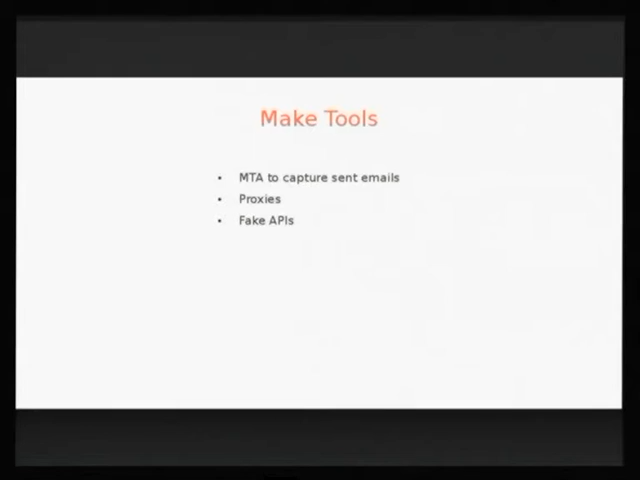 Make Tools
• MTA to capture sent emails
• Proxies
• Fake APIs